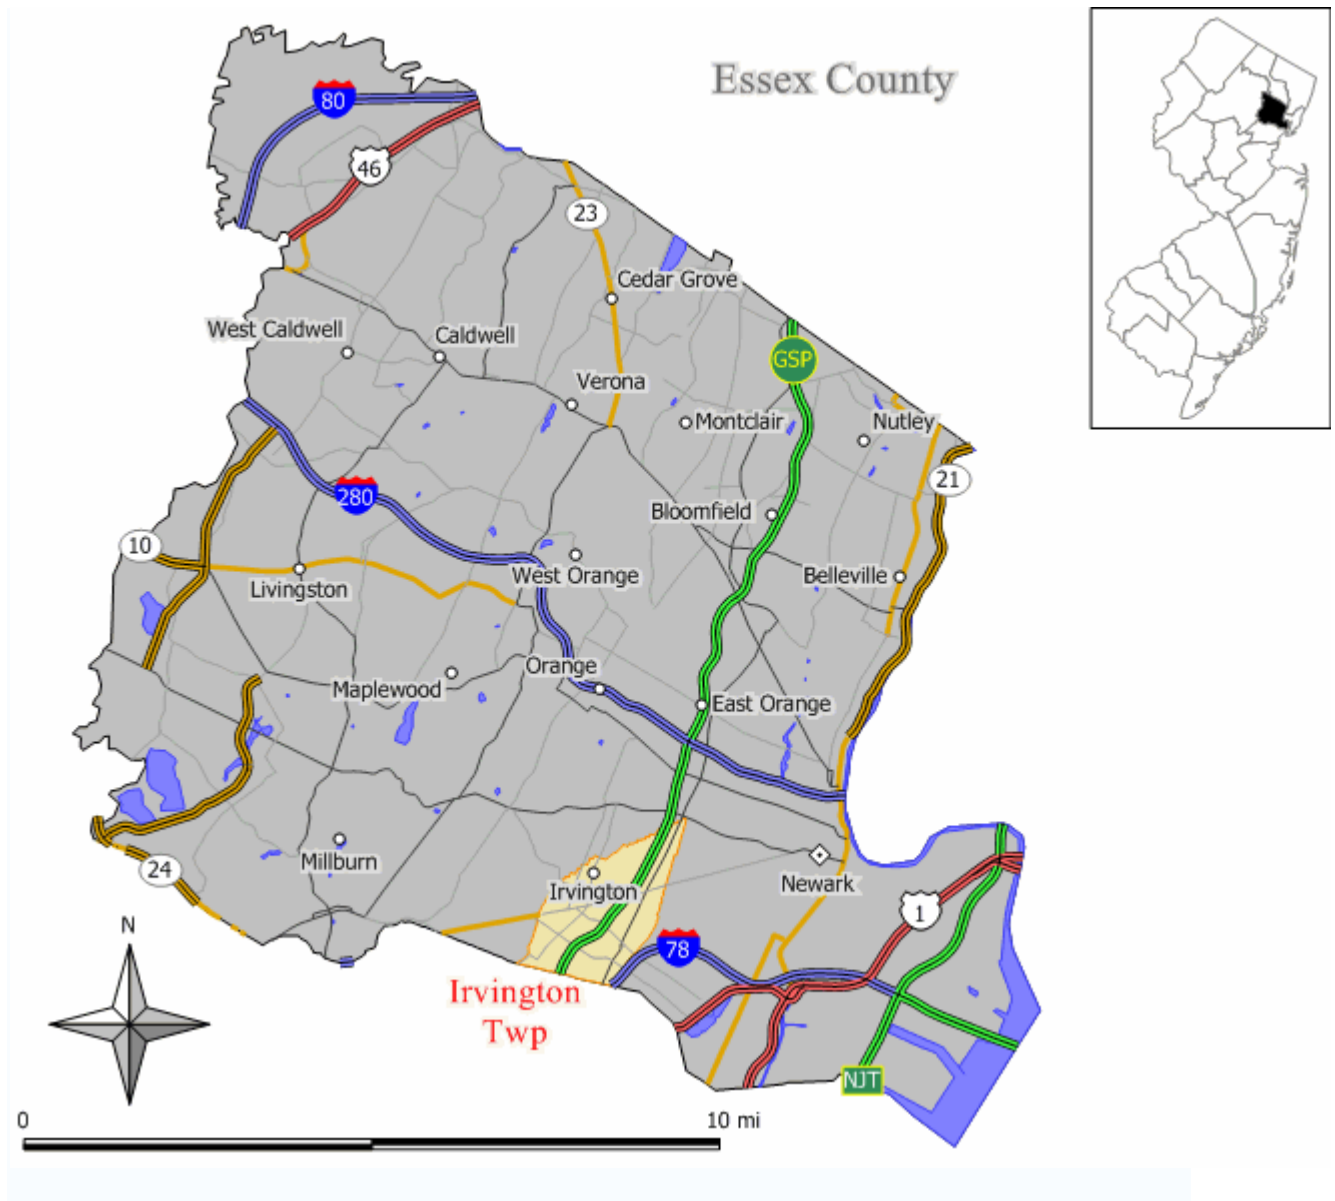 Essex County
80
46
23
Cedar Grove
West Caldwell
Caldwell
GSP
Verona
Montclair
Nutley
21
280
Bloomfield
10
West Orange
Belleville
Livingston
Orange
Maplewood
East Orange
Millburn
24
Irvington
Newark
1
78
N
Irvington
Twp
NJT
0
10 mi